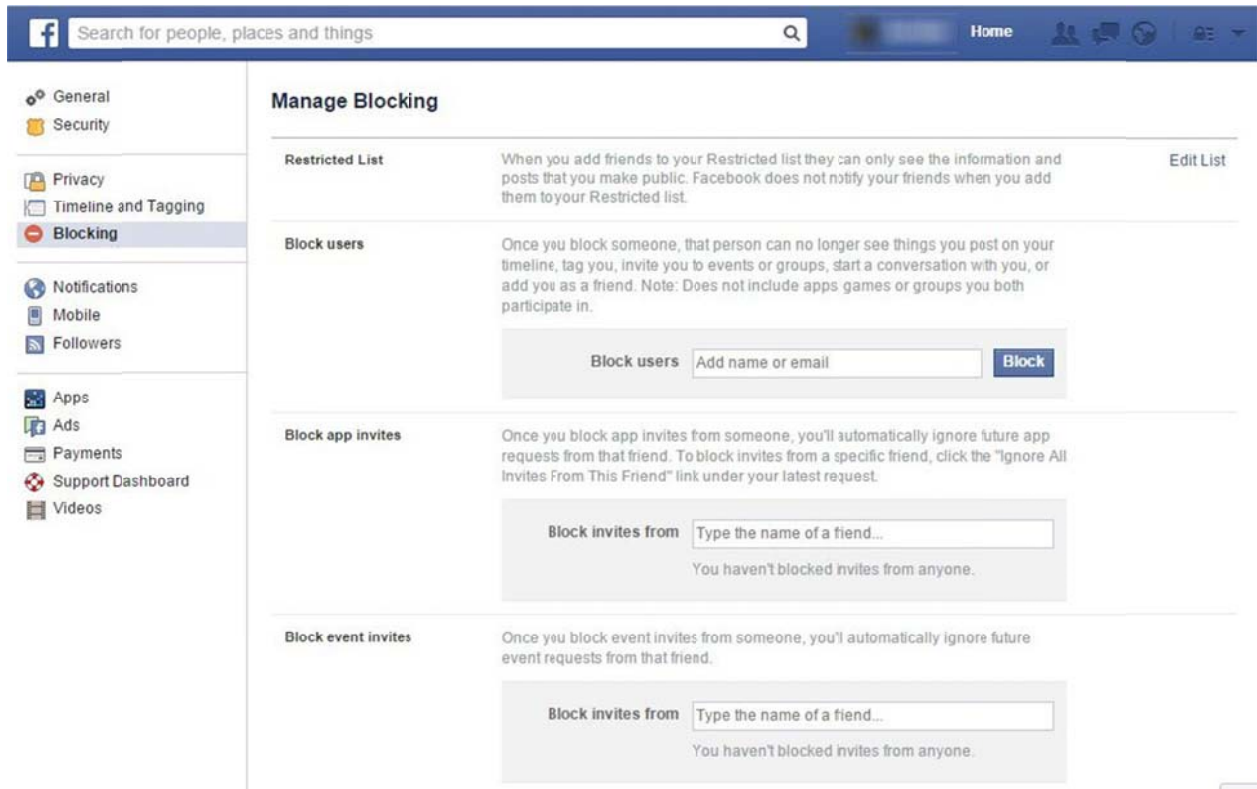 f
Search for people, places and things
Home
General
Security
Privacy
Timeline and Tagging
Blocking
Notifications
Mobile
Followers
Apps
Ads
Payments
Support Dashboard
Videos
Manage Blocking
Restricted List
When you add friends to your Restricted list they can only see the information and
posts that you make public. Facebook does not notify your friends when you add
them to your Restricted list.
Edit List
Block users
Once you block someone, that person can no longer see things you post on your
timeline, tag you, invite you to events or groups, start a conversation with you, or
add you as a friend. Note: Does not include apps games or groups you both
participate in.
Block users
Add name or email
Block
Block app invites
Once you block app invites from someone, you'll automatically ignore future app
requests from that friend. To block invites from a specific friend, click the "Ignore All
Invites From This Friend" link under your latest request.
Block invites from
Type the name of a fiend...
You haven't blocked invites from anyone.
Block event invites
Once you block event invites from someone, you'll automatically ignore future
event requests from that friend.
Block invites from
Type the name of a fiend...
You haven't blocked invites from anyone.